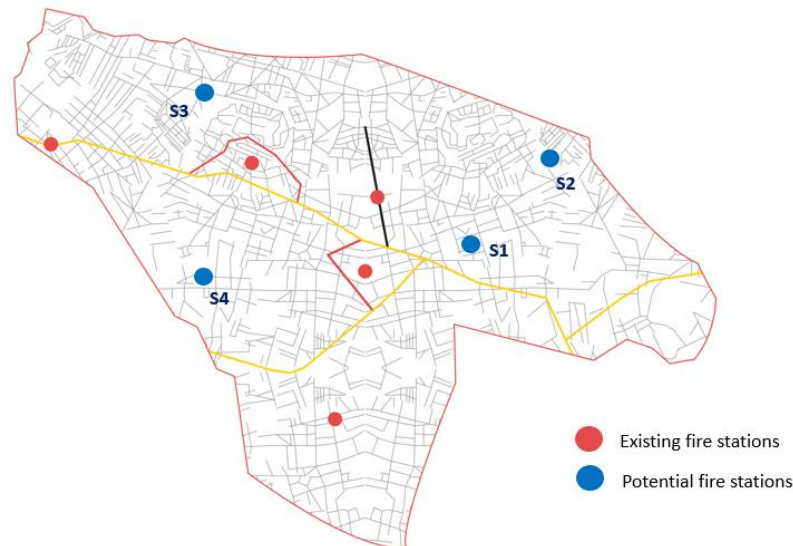 S3
S2
S1
S4
Existing fire stations
Potential fire stations